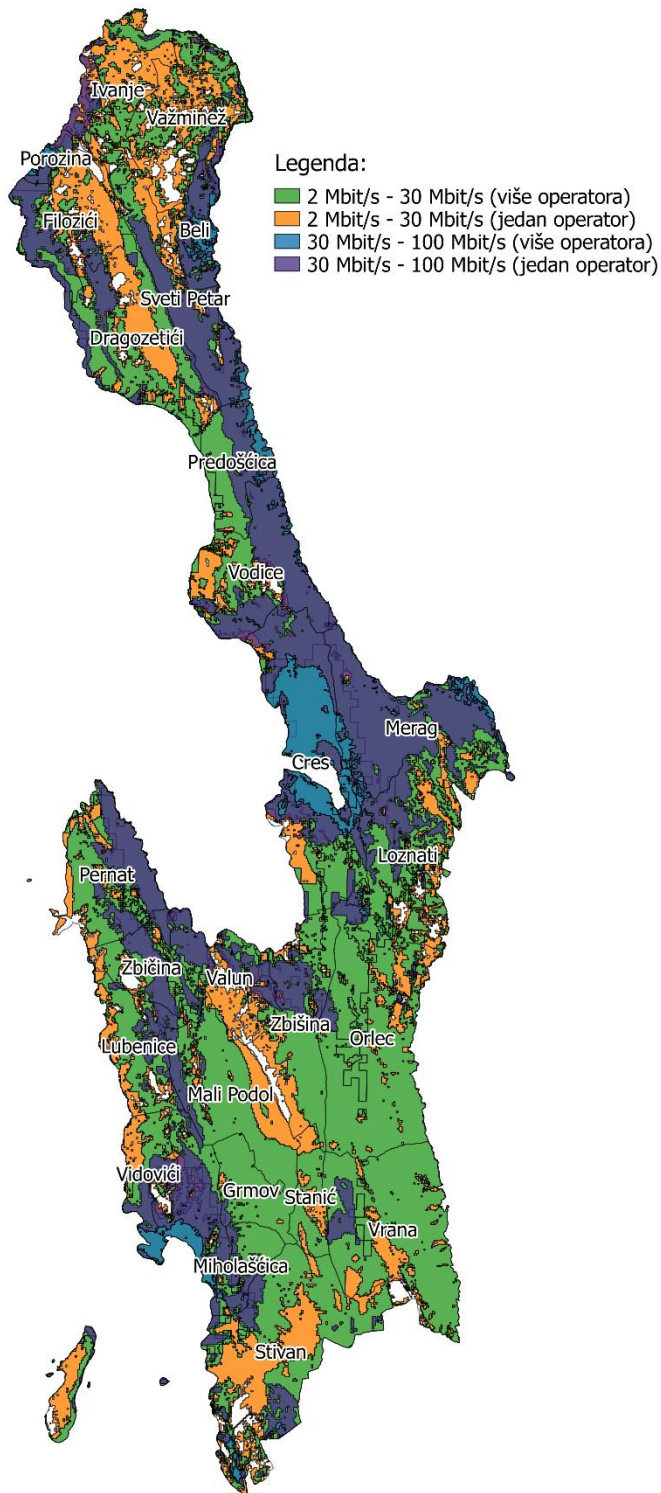 Ivanje
Važminež
Porozina
Filozići
Beli
Sveti Petar
Dragozetići
Legenda:
2 Mbit/s - 30 Mbit/s (više operatora)
2 Mbit/s - 30 Mbit/s (jedan operator)
30 Mbit/s - 100 Mbit/s (više operatora)
30 Mbit/s - 100 Mbit/s (jedan operator)
Predošćica
Vodice
Merag
Cres
Loznati
Pernat
Zbičina
Valun
Zbišina
Orlec
Lubenice
Mali Podol
Vidovići
Grmov
Stanić
Vrana
Miholašćica
Stivan